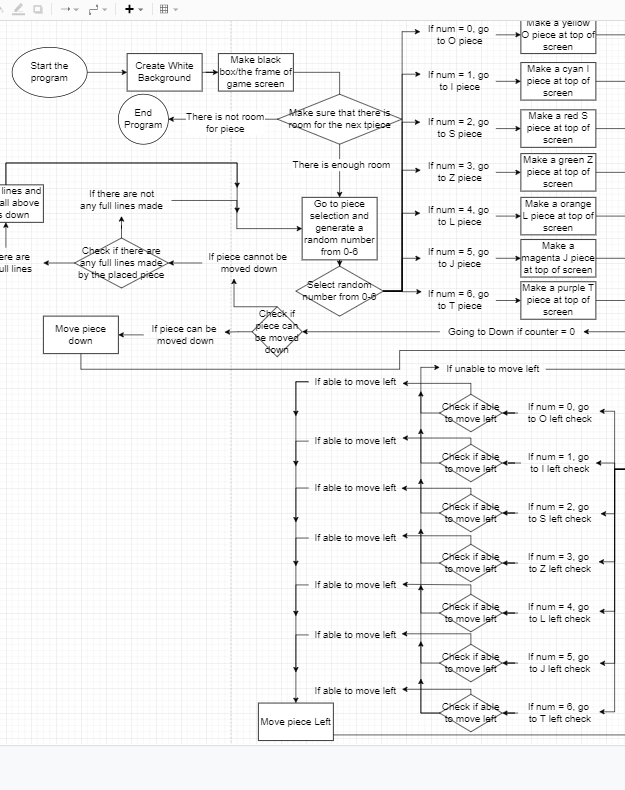 Start the
program
Create White
Background
Make black
box/the frame of
game screen
End
Program
There is not room
for piece
Make sure that there is
room for the nex tpiece
There is enough room
If num = 0, go
to O piece
Make a yellow
O piece at top of
screen
If num = 1, go
to I piece
Make a cyan I
piece at top of
screen
If num = 2, go
to S piece
Make a red S
piece at top of
screen
If num = 3, go
to Z piece
Make a green Z
piece at top of
screen
If num = 4, go
to L piece
Make a orange
L piece at top of
screen
If num = 5, go
to J piece
Make a
magenta J piece
at top of screen
If num = 6, go
to T piece
Make a purple T
piece at top of
screen
lines and
all above
s down
If there are not
any full lines made
Go to piece
selection and
generate a
random number
from 0-6
ere are
ull lines
Check if there are
any full lines made
by the placed piece
If piece cannot be
moved down
Select random
number from 0-6
Move piece
down
If piece can be
moved down
Check if
piece can
be moved
down
Going to Down if counter = 0
If unable to move left
If able to move left
Check if able
to move left
If num = 0, go
to O left check
If able to move left
Check if able
to move left
If num = 1, go
to I left check
If able to move left
Check if able
to move left
If num = 2, go
to S left check
If able to move left
Check if able
to move left
If num = 3, go
to Z left check
If able to move left
Check if able
to move left
If num = 4, go
to L left check
If able to move left
Check if able
to move left
If num = 5, go
to J left check
If able to move left
Check if able
to move left
If num = 6, go
to T left check
Move piece Left